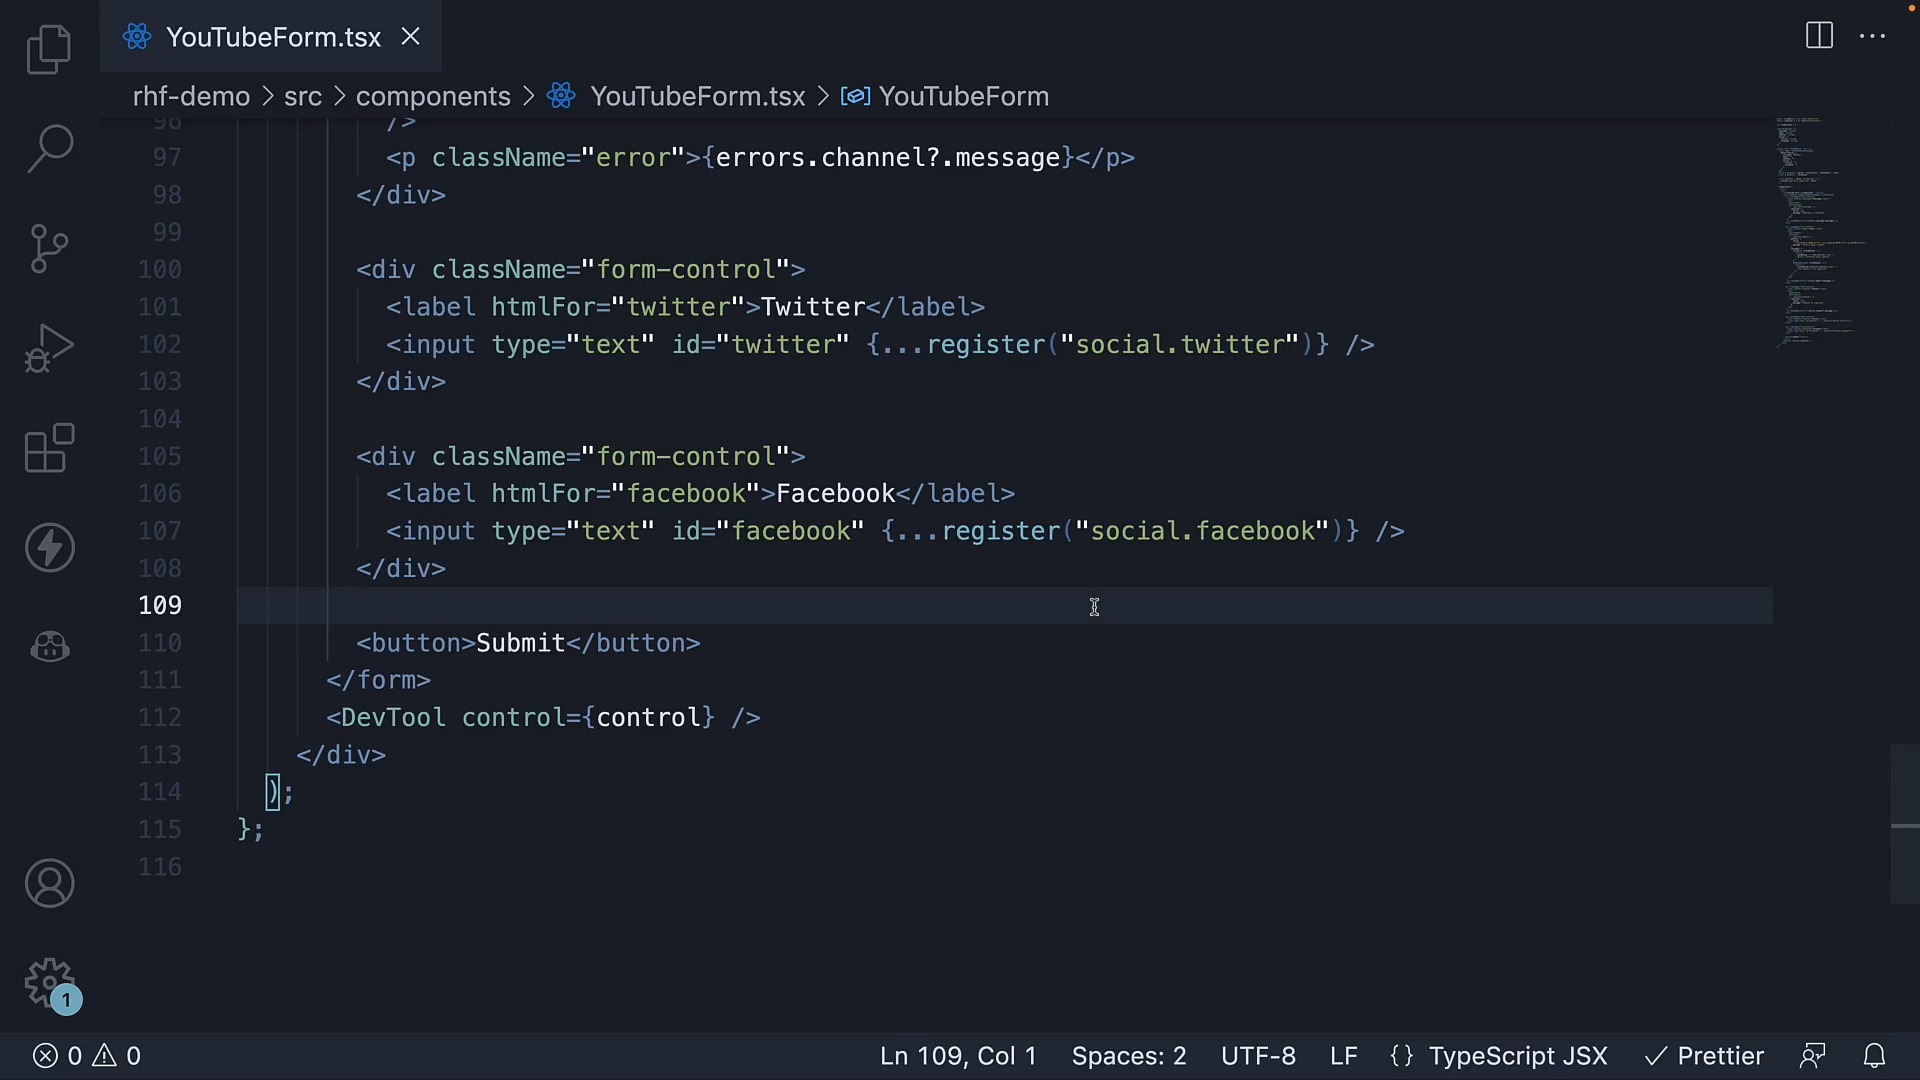 YouTubeForm.tsx
rhf-demo > src > components > YouTubeForm.tsx > YouTubeForm
96 />
97 <p className="error">{errors.channel?.message}</p>
98 </div>
99
100 <div className="form-control">
101 <label htmlFor="twitter">Twitter</label>
102 <input type="text" id="twitter" {...register("social.twitter")} />
103 </div>
104
105 <div className="form-control">
106 <label htmlFor="facebook">Facebook</label>
107 <input type="text" id="facebook" {...register("social.facebook")} />
108 </div>
109
110 <button>Submit</button>
111 </form>
112 <DevTool control={control} />
113 </div>
114 );
115 };
116
1
0 0 Ln 109, Col 1 Spaces: 2 UTF-8 LF {} TypeScript JSX Prettier